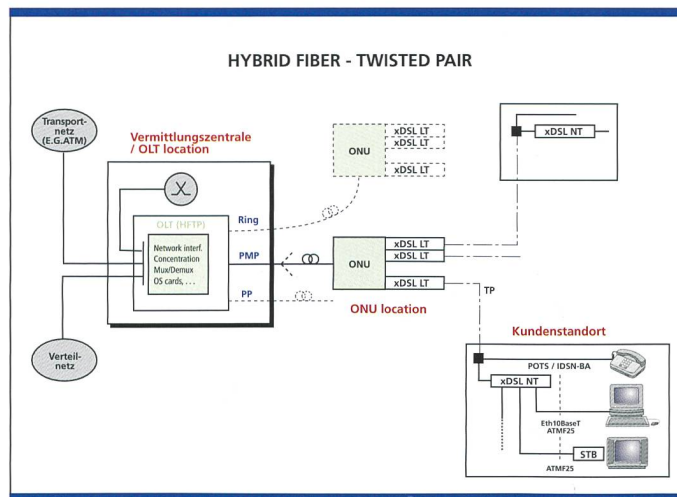 HYBRID FIBER - TWISTED PAIR
Transport-
netz
(E.G.ATM)
Vermittlungszentrale
/ OLT location
OLT (HFTP)
Network interf.
Concentration
Mux/Demux
OS cards, . . .
Verteil-
netz
Ring
PMP
PP
ONU
xDSL LT
xDSL LT
xDSL LT
ONU
xDSL LT
xDSL LT
xDSL LT
ONU location
xDSL NT
TP
Kundenstandort
POTS / IDSN-BA
xDSL NT
Eth10BaseT
ATMF25
STB
ATMF25